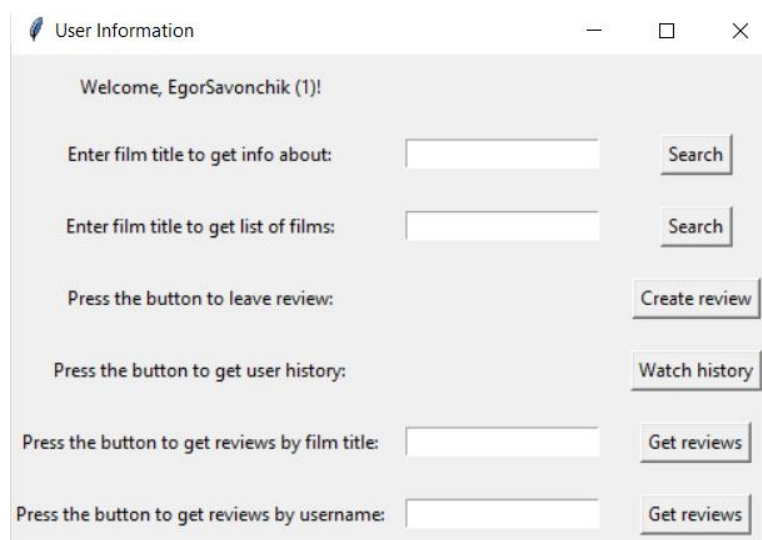 User Information
Welcome, EgorSavonchik (1)!
Enter film title to get info about: Search
Enter film title to get list of films: Search
Press the button to leave review: Create review
Press the button to get user history: Watch history
Press the button to get reviews by film title: Get reviews
Press the button to get reviews by username: Get reviews